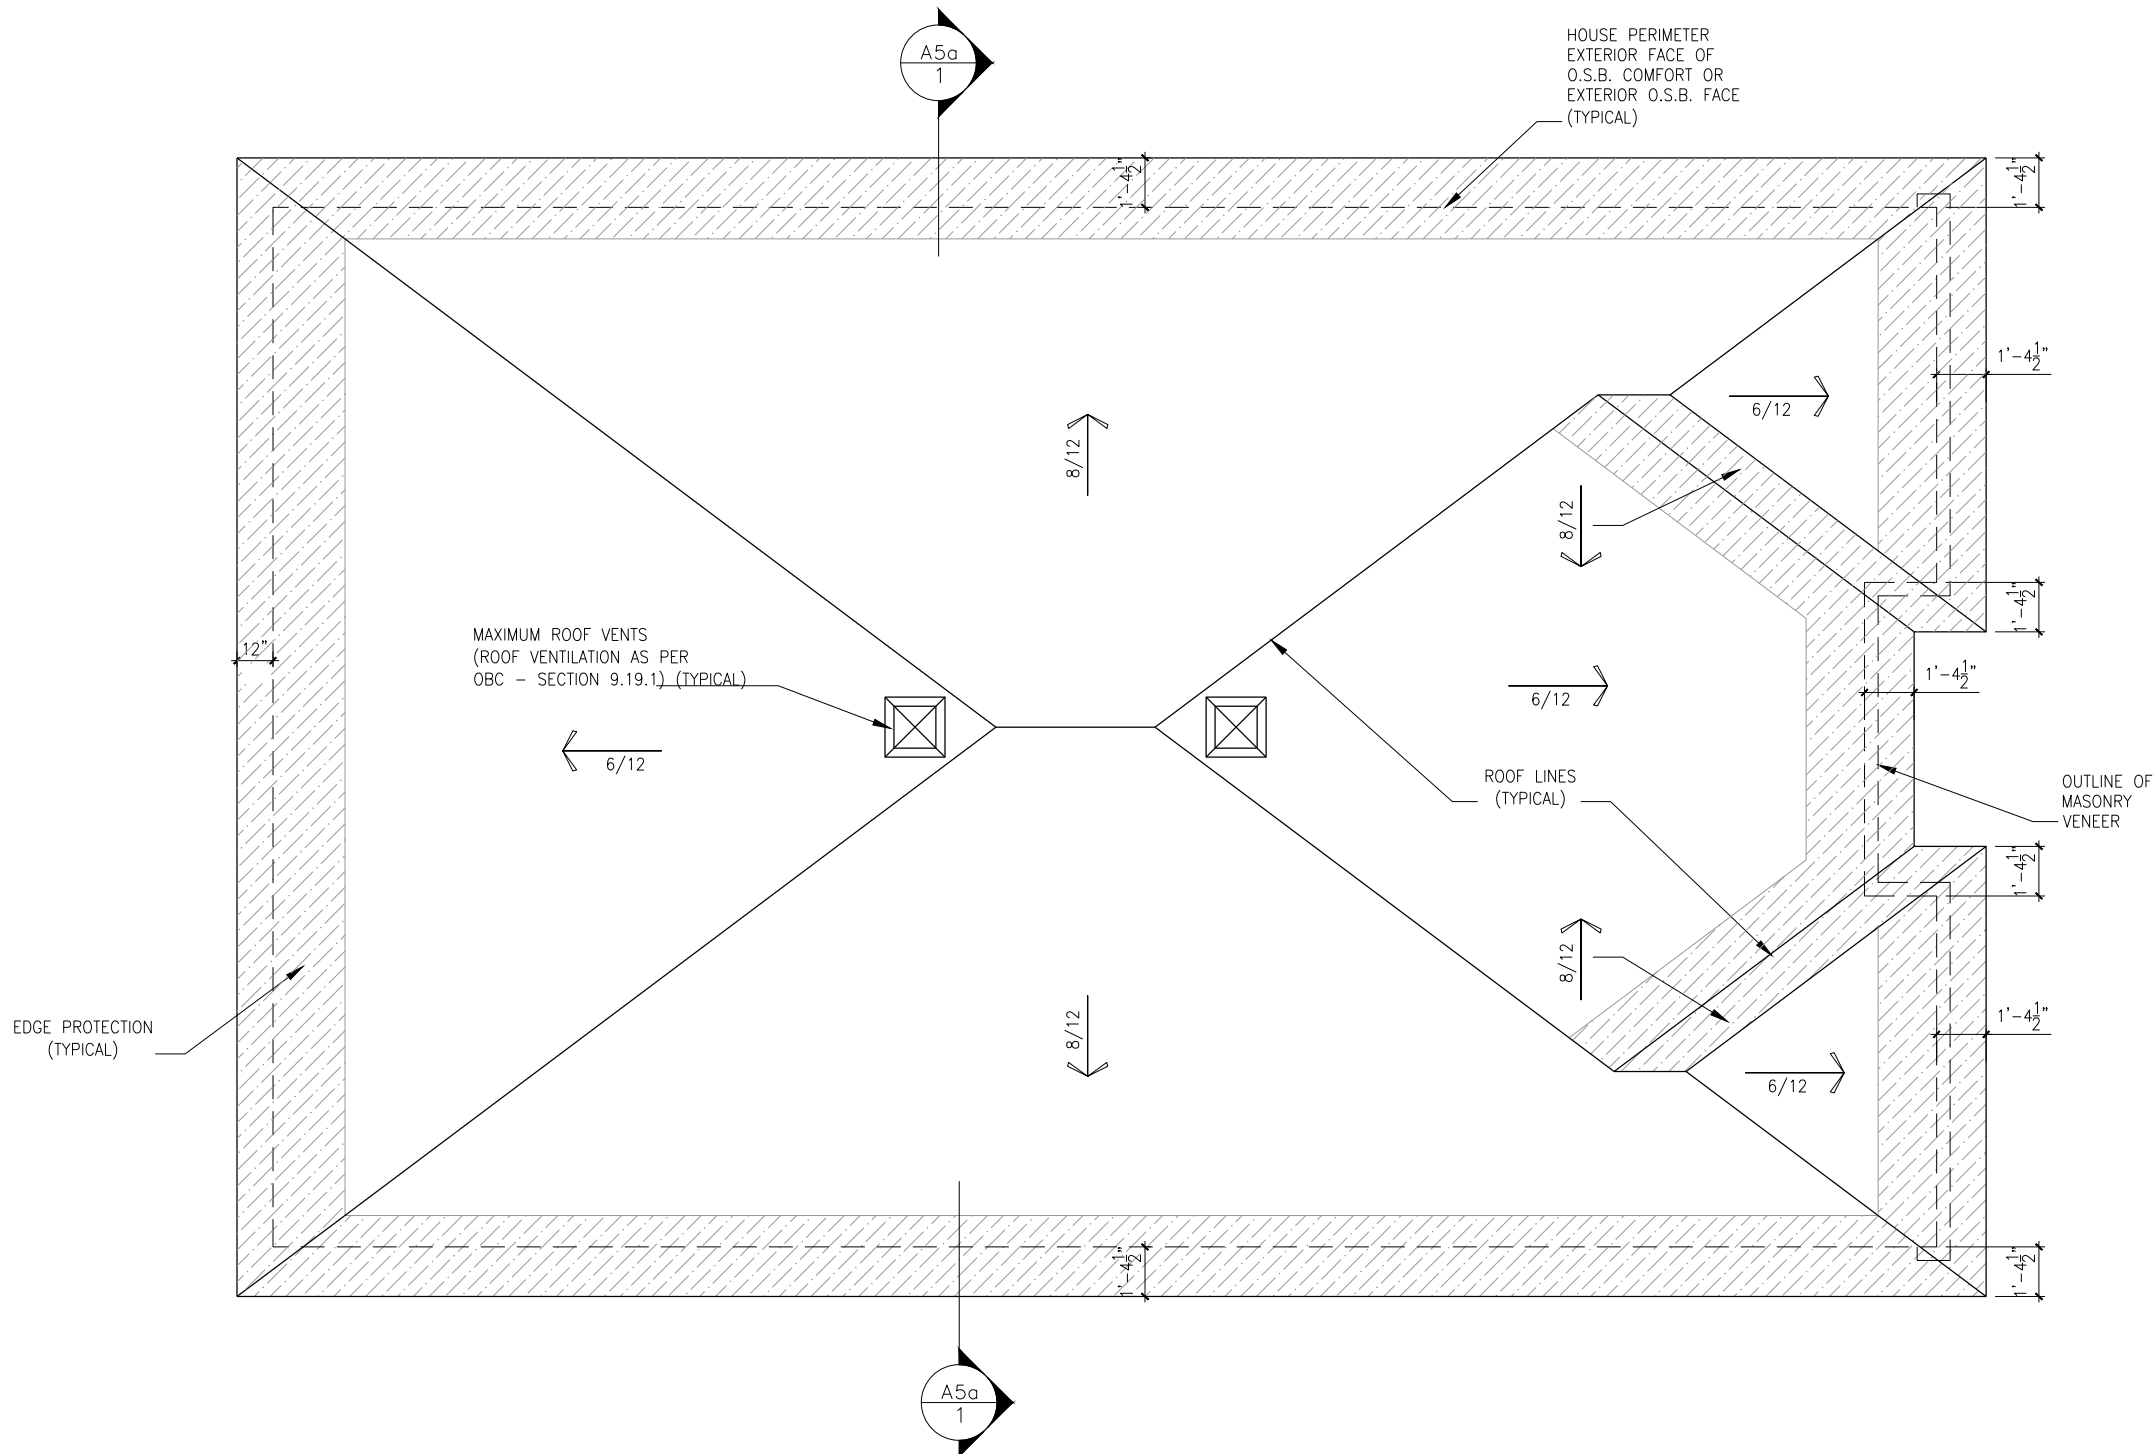 A5a
1
HOUSE PERIMETER
EXTERIOR FACE OF
O.S.B. COMFORT OR
EXTERIOR O.S.B. FACE
(TYPICAL)
1'-4½"
1'-4½"
1'-4½"
6/12
8/12
8/12
1'-4½"
MAXIMUM ROOF VENTS
(ROOF VENTILATION AS PER
OBC - SECTION 9.19.1) (TYPICAL)
12"
1'-4½"
6/12
6/12
ROOF LINES
(TYPICAL)
OUTLINE OF
MASONRY
VENEER
1'-4½"
8/12
EDGE PROTECTION
(TYPICAL)
8/12
1'-4½"
6/12
1'-4½"
1'-4½"
A5a
1